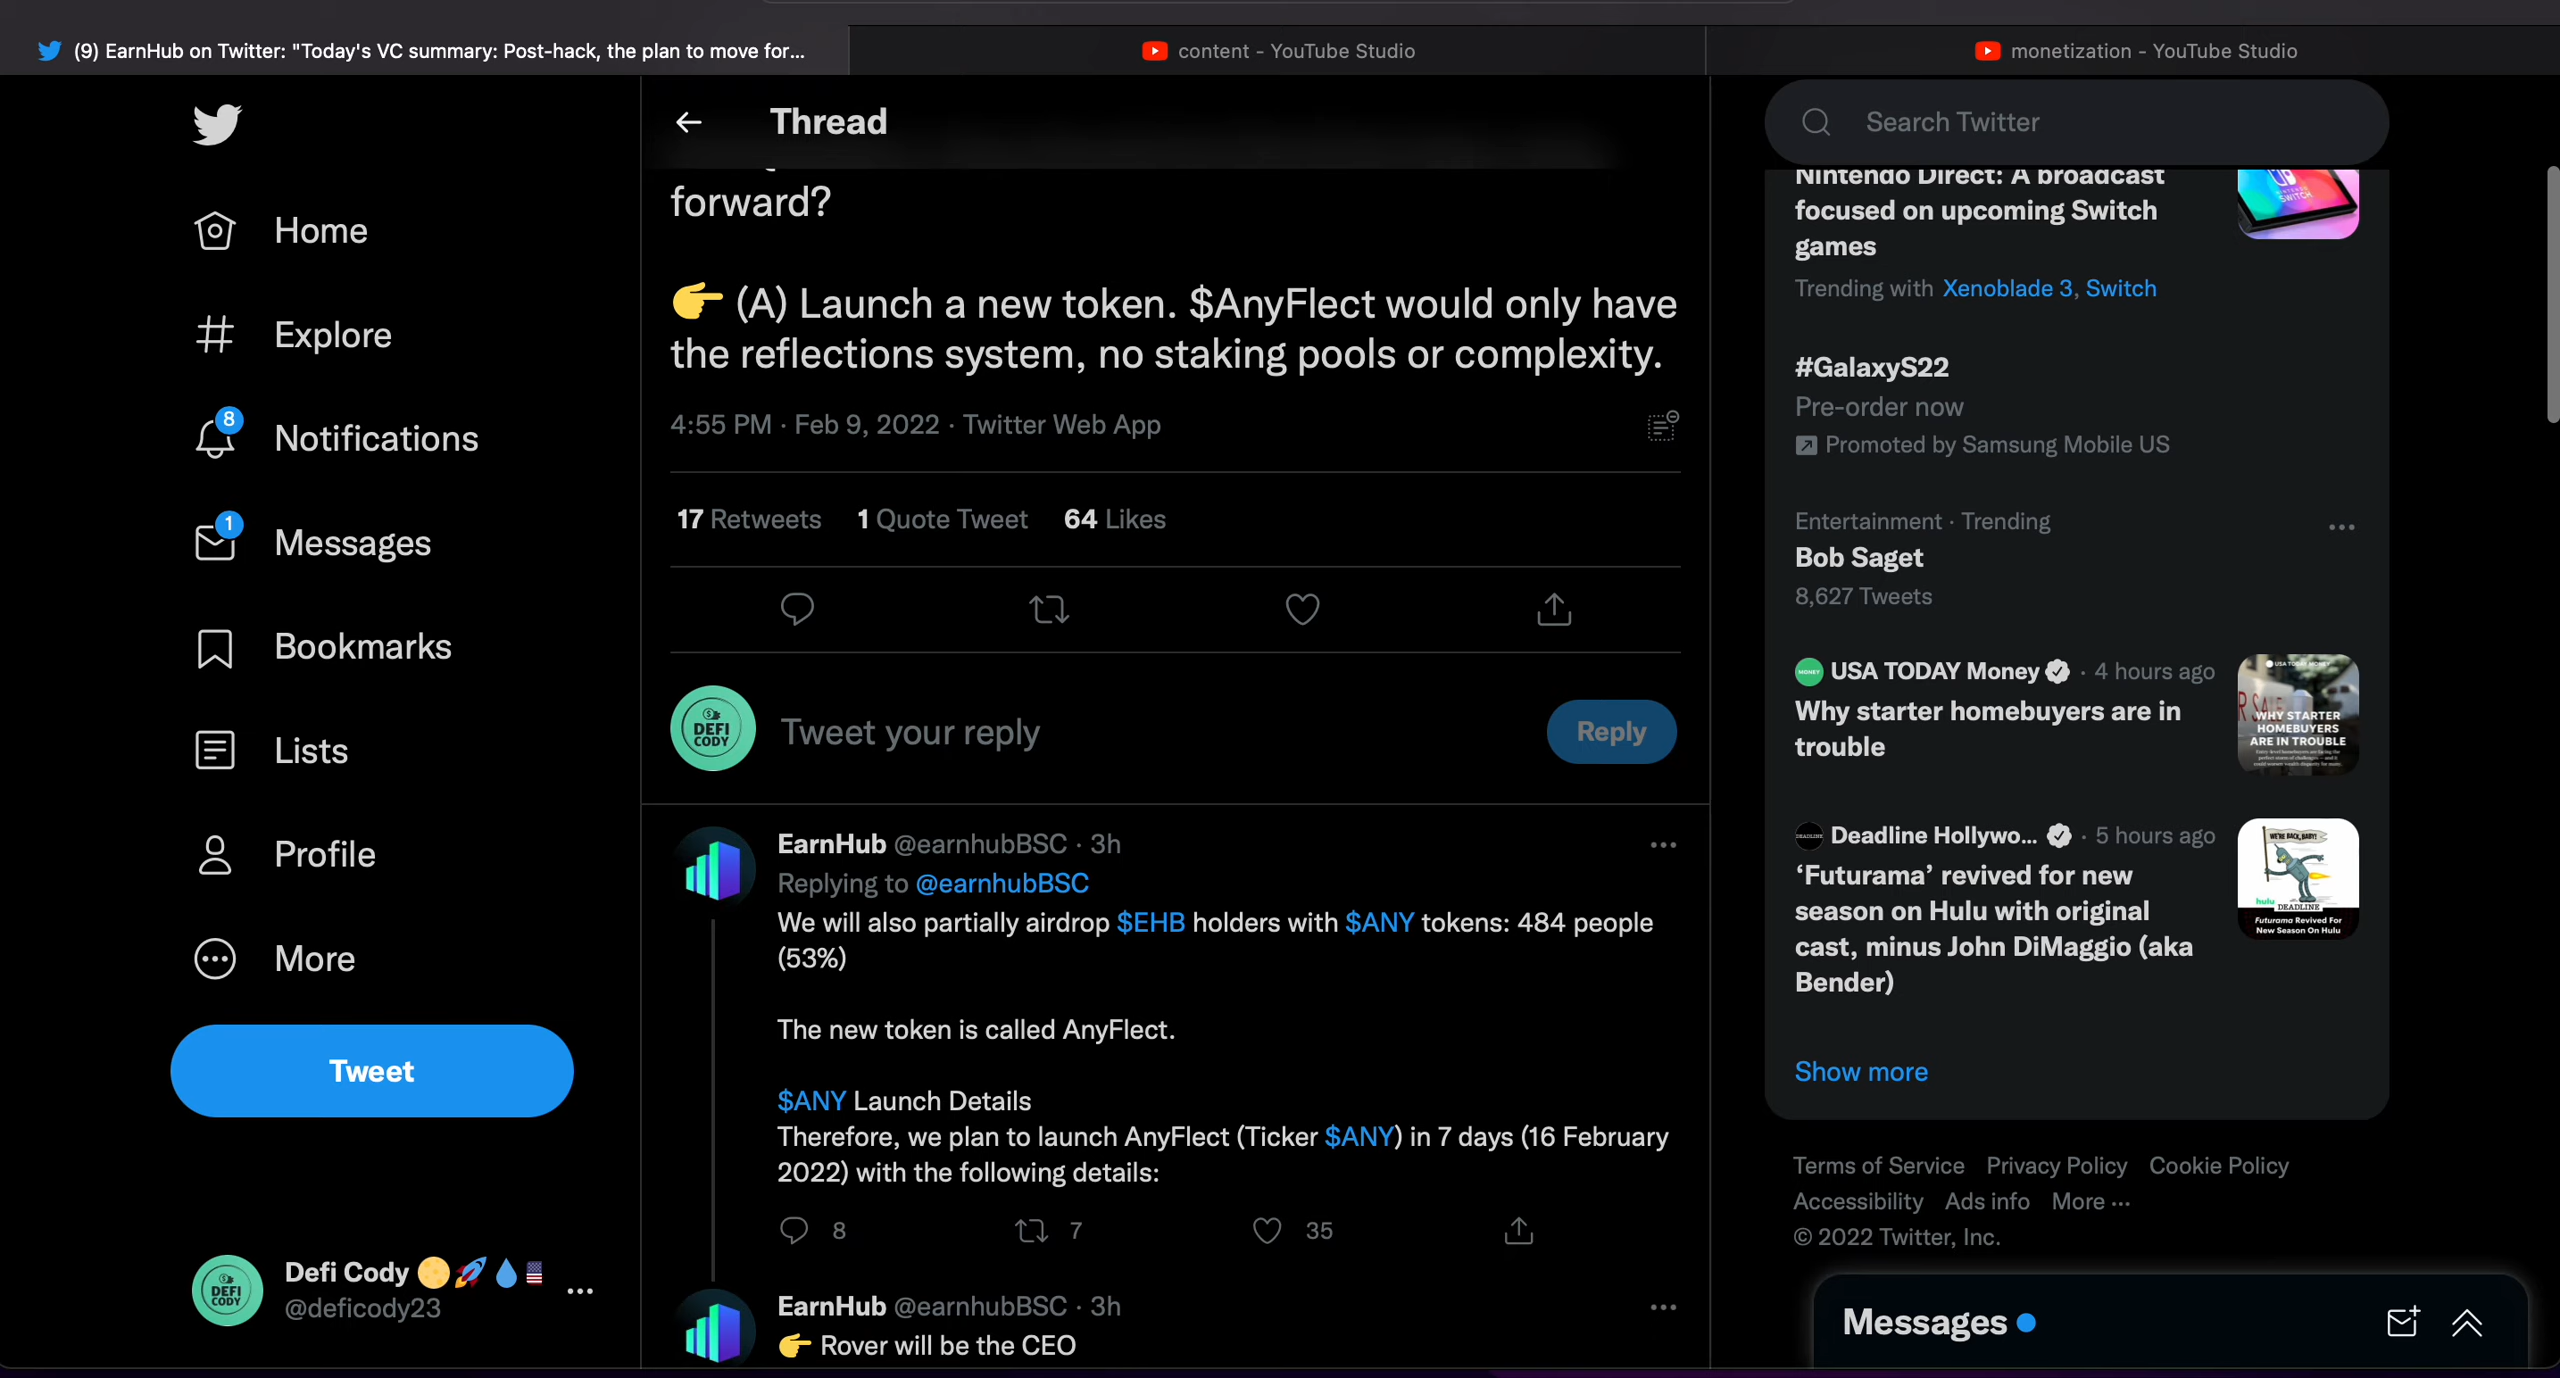 (9) EarnHub on Twitter: "Today's VC summary: Post-hack, the plan to move for...
content - YouTube Studio
monetization - YouTube Studio
Home
Explore
8
Notifications
1
Messages
Bookmarks
Lists
Profile
More
Tweet
DEFI
CODY
Defi Cody 🌕🚀💧🇺🇸
@deficody23
Thread
forward?
👉 (A) Launch a new token. $AnyFlect would only have
the reflections system, no staking pools or complexity.
4:55 PM · Feb 9, 2022 · Twitter Web App
17 Retweets 1 Quote Tweet 64 Likes
DEFI
CODY
Tweet your reply
Reply
EarnHub @earnhubBSC · 3h
Replying to @earnhubBSC
We will also partially airdrop $EHB holders with $ANY tokens: 484 people
(53%)
The new token is called AnyFlect.
$ANY Launch Details
Therefore, we plan to launch AnyFlect (Ticker $ANY) in 7 days (16 February
2022) with the following details:
8 7 35
EarnHub @earnhubBSC · 3h
👉 Rover will be the CEO
Search Twitter
Nintendo Direct: A broadcast
focused on upcoming Switch
games
Trending with Xenoblade 3, Switch
#GalaxyS22
Pre-order now
Promoted by Samsung Mobile US
Entertainment · Trending
Bob Saget
8,627 Tweets
MONEY
USA TODAY Money · 4 hours ago
Why starter homebuyers are in
trouble
USA TODAY MONEY
WHY STARTER
HOMEBUYERS
ARE IN TROUBLE
DEADLINE
Deadline Hollywo... · 5 hours ago
‘Futurama’ revived for new
season on Hulu with original
cast, minus John DiMaggio (aka
Bender)
WE'RE BACK, BABY!
hulu
DEADLINE
Futurama Revived For
New Season On Hulu
Show more
Terms of Service Privacy Policy Cookie Policy
Accessibility Ads info More ···
© 2022 Twitter, Inc.
Messages